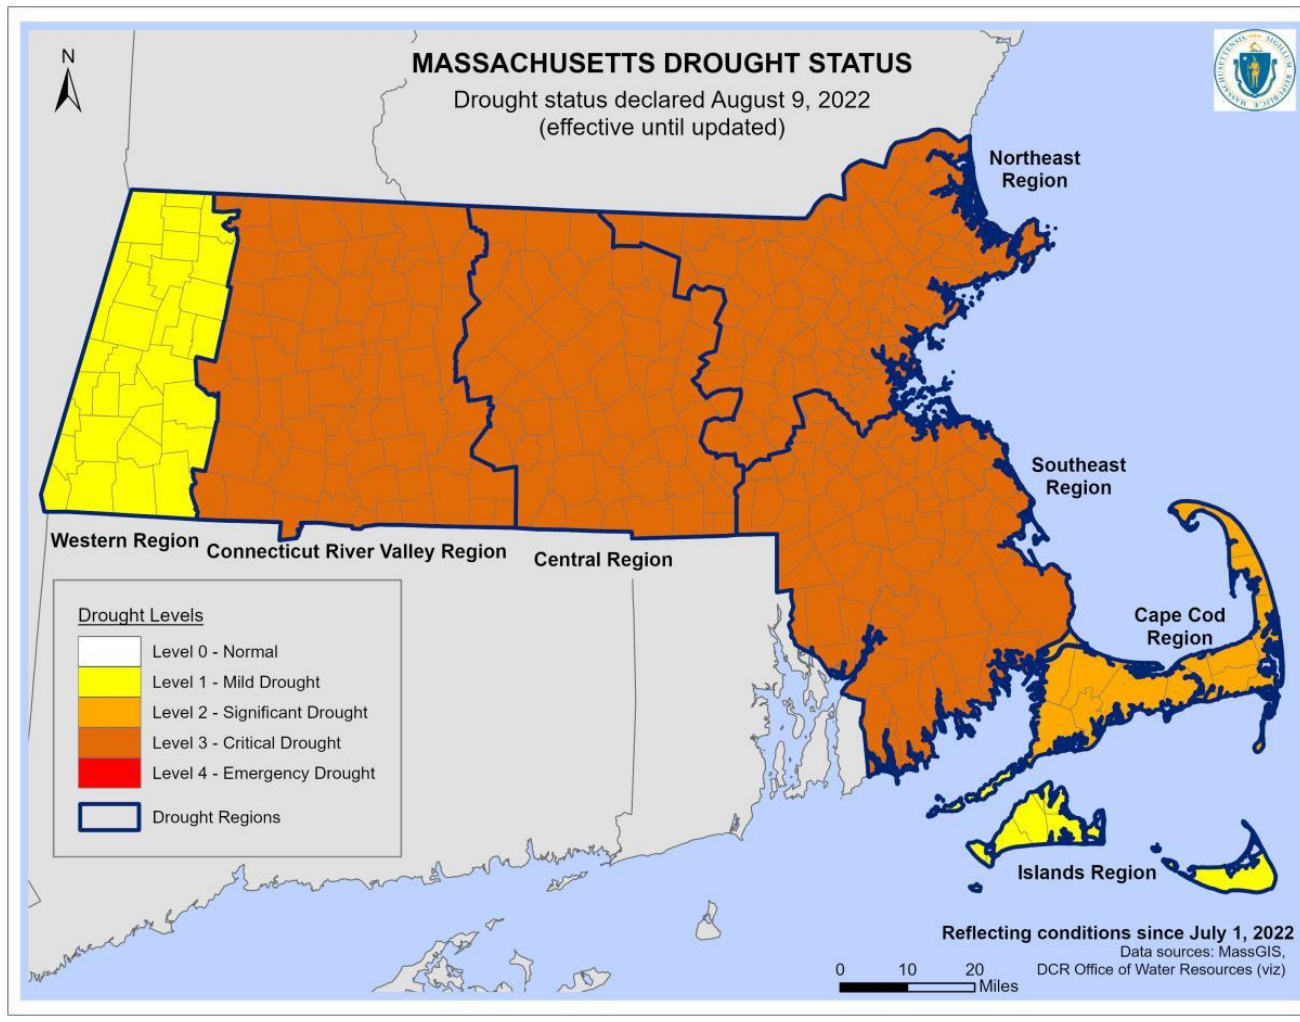 N
MASSACHUSETTS DROUGHT STATUS
Drought status declared August 9, 2022
(effective until updated)
Northeast
Region
Southeast
Region
Western Region
Connecticut River Valley Region
Central Region
Cape Cod
Region
Drought Levels
Level 0 - Normal
Level 1 - Mild Drought
Level 2 - Significant Drought
Level 3 - Critical Drought
Level 4 - Emergency Drought
Drought Regions
Islands Region
Reflecting conditions since July 1, 2022
Data sources: MassGIS,
DCR Office of Water Resources (viz)
0 10 20
Miles